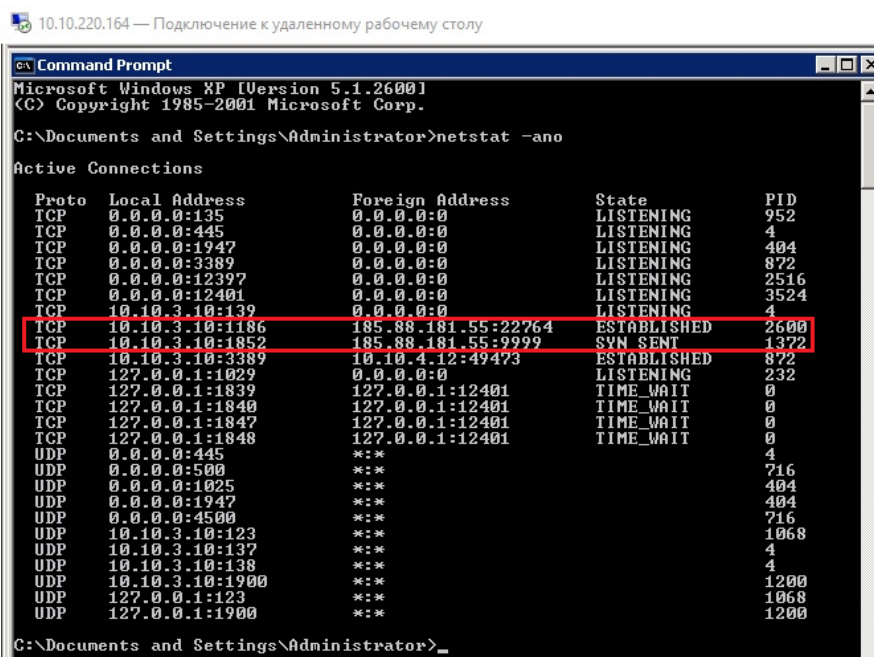 10.10.220.164 — Подключение к удаленному рабочему столу
Command Prompt
Microsoft Windows XP [Version 5.1.2600]
(C) Copyright 1985-2001 Microsoft Corp.
C:\Documents and Settings\Administrator>netstat -ano
Active Connections
Proto Local Address Foreign Address State PID
TCP 0.0.0.0:135 0.0.0.0:0 LISTENING 952
TCP 0.0.0.0:445 0.0.0.0:0 LISTENING 4
TCP 0.0.0.0:1947 0.0.0.0:0 LISTENING 404
TCP 0.0.0.0:3389 0.0.0.0:0 LISTENING 872
TCP 0.0.0.0:12397 0.0.0.0:0 LISTENING 2516
TCP 0.0.0.0:12401 0.0.0.0:0 LISTENING 3524
TCP 10.10.3.10:139 0.0.0.0:0 LISTENING 4
TCP 10.10.3.10:1186 185.88.181.55:22764 ESTABLISHED 2600
TCP 10.10.3.10:1852 185.88.181.55:9999 SYN_SENT 1372
TCP 10.10.3.10:3389 10.10.4.12:49473 ESTABLISHED 872
TCP 127.0.0.1:1029 0.0.0.0:0 LISTENING 232
TCP 127.0.0.1:1839 127.0.0.1:12401 TIME_WAIT 0
TCP 127.0.0.1:1840 127.0.0.1:12401 TIME_WAIT 0
TCP 127.0.0.1:1847 127.0.0.1:12401 TIME_WAIT 0
TCP 127.0.0.1:1848 127.0.0.1:12401 TIME_WAIT 0
UDP 0.0.0.0:445 *:* 4
UDP 0.0.0.0:500 *:* 716
UDP 0.0.0.0:1025 *:* 404
UDP 0.0.0.0:1947 *:* 404
UDP 0.0.0.0:4500 *:* 716
UDP 10.10.3.10:123 *:* 1068
UDP 10.10.3.10:137 *:* 4
UDP 10.10.3.10:138 *:* 4
UDP 10.10.3.10:1900 *:* 1200
UDP 127.0.0.1:123 *:* 1068
UDP 127.0.0.1:1900 *:* 1200
C:\Documents and Settings\Administrator>_